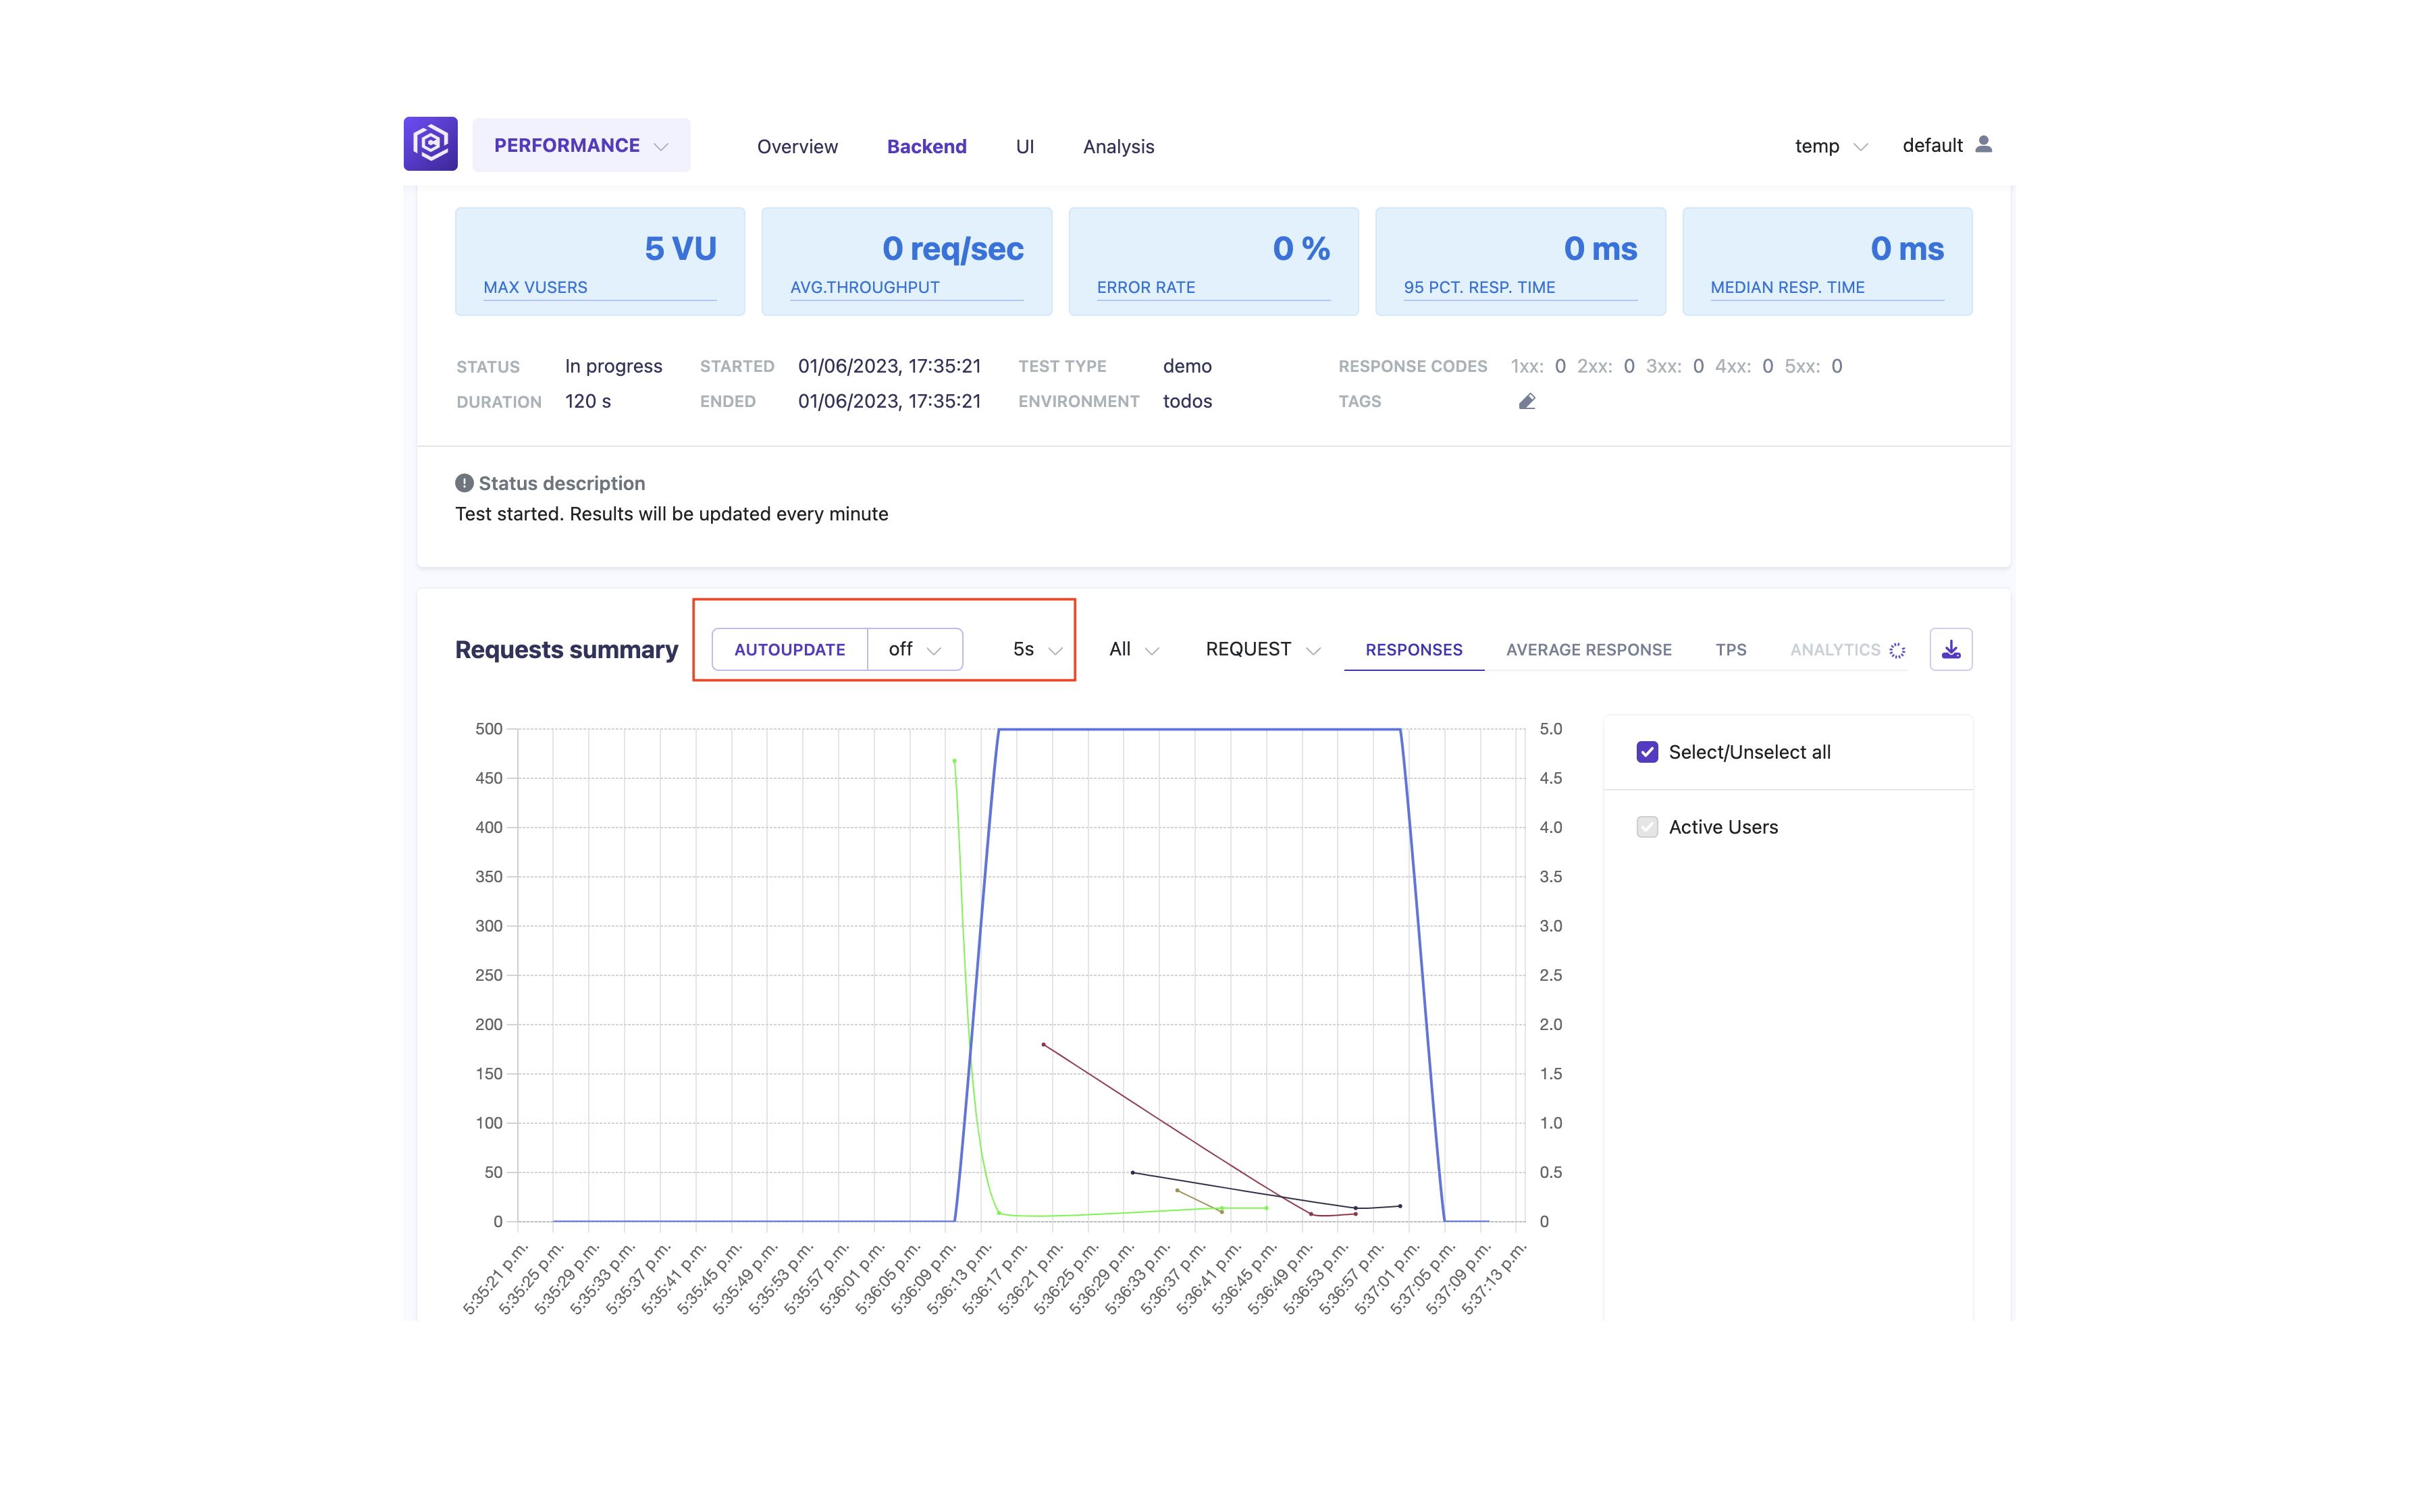 PERFORMANCE Overview Backend UI Analysis temp default
5 VU 0 req/sec 0 % 0 ms 0 ms
MAX VUSERS AVG.THROUGHPUT ERROR RATE 95 PCT. RESP. TIME MEDIAN RESP. TIME
STATUS In progress STARTED 01/06/2023, 17:35:21 TEST TYPE demo RESPONSE CODES 1xx: 0 2xx: 0 3xx: 0 4xx: 0 5xx: 0
DURATION 120 s ENDED 01/06/2023, 17:35:21 ENVIRONMENT todos TAGS
Status description
Test started. Results will be updated every minute
Requests summary AUTOUPDATE off 5s All REQUEST RESPONSES AVERAGE RESPONSE TPS ANALYTICS
500 5.0
Select/Unselect all
450 4.5
400 4.0
Active Users
350 3.5
300 3.0
250 2.5
200 2.0
150 1.5
100 1.0
50 0.5
0 0
5:35:21 p.m. 5:35:25 p.m. 5:35:29 p.m. 5:35:33 p.m. 5:35:37 p.m. 5:35:41 p.m. 5:35:45 p.m. 5:35:49 p.m. 5:35:53 p.m. 5:35:57 p.m. 5:36:01 p.m. 5:36:05 p.m. 5:36:09 p.m. 5:36:13 p.m. 5:36:17 p.m. 5:36:21 p.m. 5:36:25 p.m. 5:36:29 p.m. 5:36:33 p.m. 5:36:37 p.m. 5:36:41 p.m. 5:36:45 p.m. 5:36:49 p.m. 5:36:53 p.m. 5:36:57 p.m. 5:37:01 p.m. 5:37:05 p.m. 5:37:09 p.m. 5:37:13 p.m.